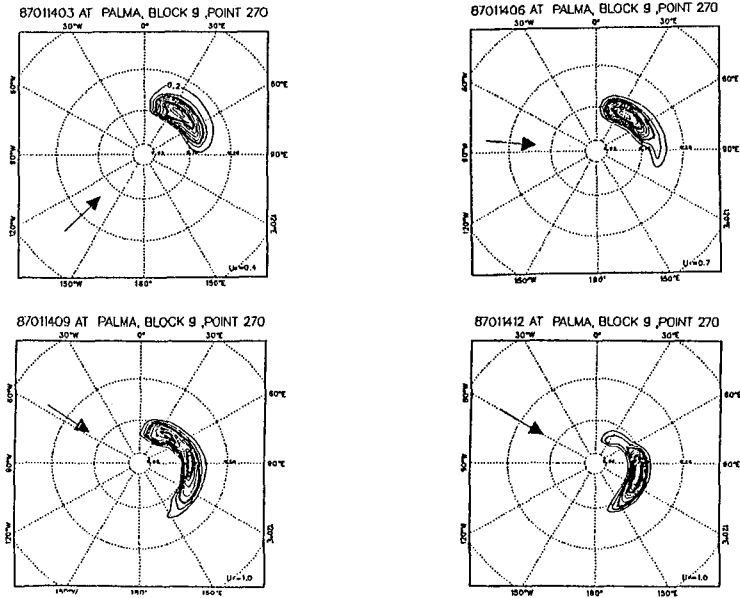 87011403 AT PALMA, BLOCK 9 ,POINT 270
30°W 0° 30°E
60°W 60°E
0.2
90°W 90°E
120°W 120°E
U*=0.4
150°W 180° 150°E
87011406 AT PALMA, BLOCK 9 ,POINT 270
30°W 0° 30°E
60°W 60°E
90°W 90°E
120°W 120°E
U*=0.7
150°W 180° 150°E
87011409 AT PALMA, BLOCK 9 ,POINT 270
30°W 0° 30°E
60°W 60°E
90°W 90°E
120°W 120°E
U*=1.0
150°W 180° 150°E
87011412 AT PALMA, BLOCK 9 ,POINT 270
30°W 0° 30°E
60°W 60°E
90°W 90°E
120°W 120°E
U*=1.0
150°W 180° 150°E